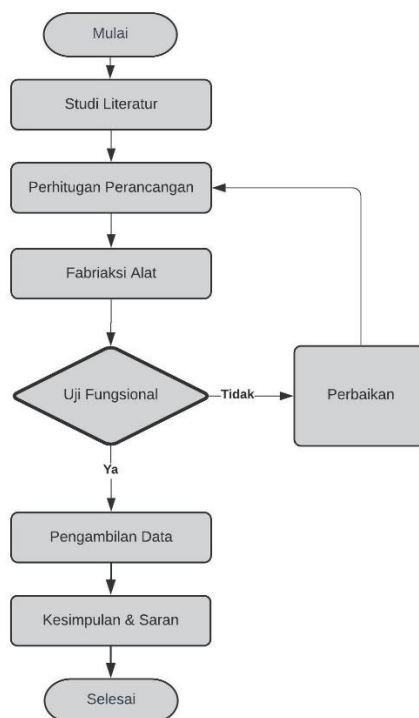 Mulai
Studi Literatur
Perhitugan Perancangan
Fabriaksi Alat
Uji Fungsional
Tidak
Perbaikan
Ya
Pengambilan Data
Kesimpulan & Saran
Selesai